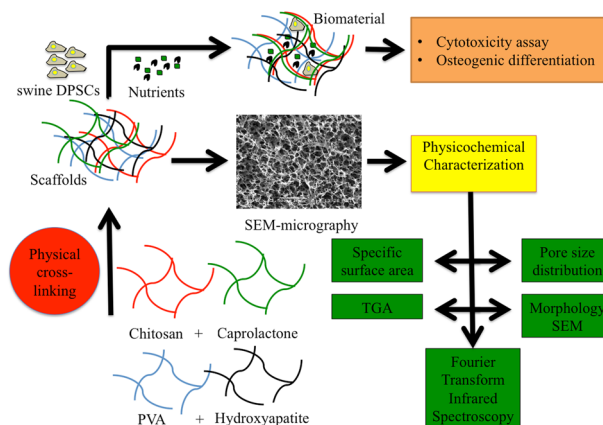 Biomaterial
• Cytotoxicity assay
• Osteogenic differentiation
swine DPSCs
Nutrients
Scaffolds
SEM-micrography
Physicochemical
Characterization
Physical
cross-
linking
Chitosan + Caprolactone
PVA + Hydroxyapatite
Specific
surface area
Pore size
distribution
TGA
Morphology
SEM
Fourier
Transform
Infrared
Spectroscopy